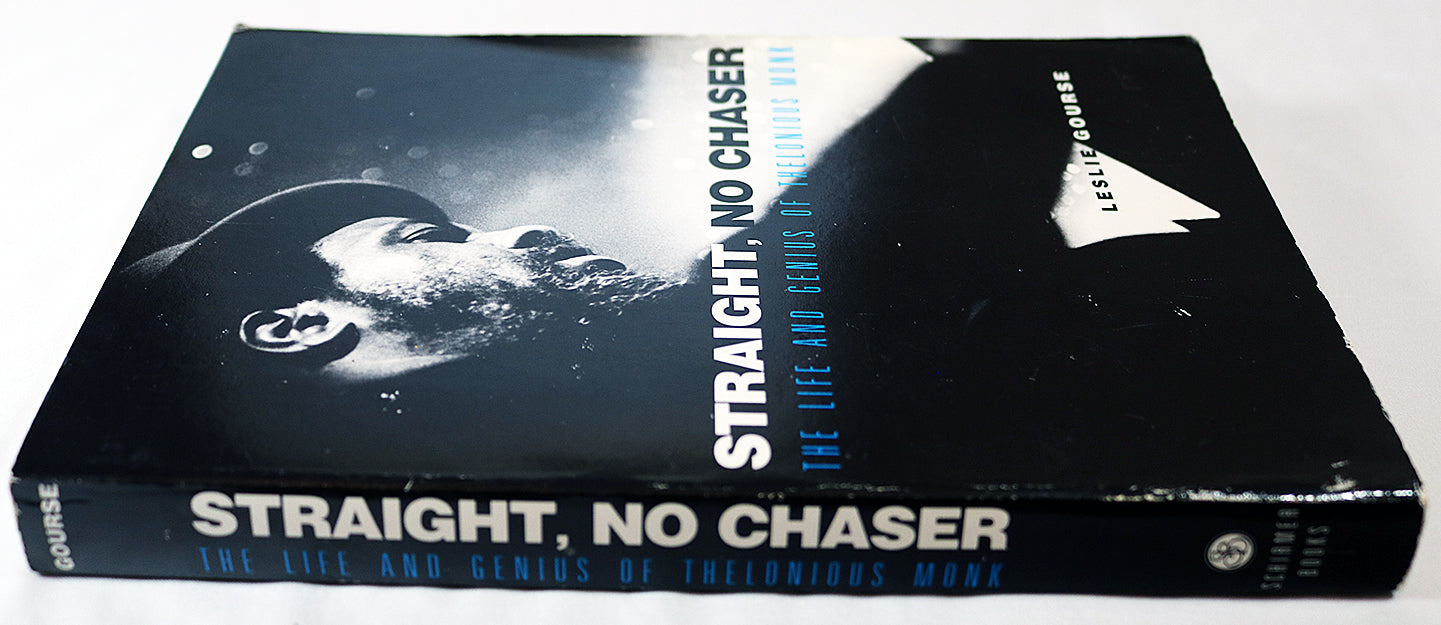 STRAIGHT, NO CHASER
THE LIFE AND GENIUS OF THELONIOUS MONK
LESLIE GOURSE
GOURSE
STRAIGHT, NO CHASER
THE LIFE AND GENIUS OF THELONIOUS MONK
SCHIRMER
BOOKS